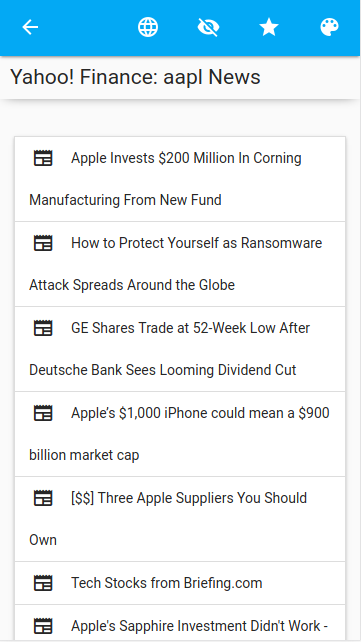 Yahoo! Finance: aapl News
Apple Invests $200 Million In Corning
Manufacturing From New Fund
How to Protect Yourself as Ransomware
Attack Spreads Around the Globe
GE Shares Trade at 52-Week Low After
Deutsche Bank Sees Looming Dividend Cut
Apple’s $1,000 iPhone could mean a $900
billion market cap
[$$] Three Apple Suppliers You Should
Own
Tech Stocks from Briefing.com
Apple's Sapphire Investment Didn't Work -